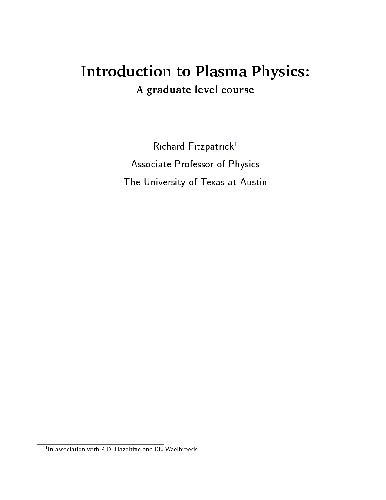 Introduction to Plasma Physics:
A graduate level course
Richard Fitzpatrick¹
Associate Professor of Physics
The University of Texas at Austin
¹In association with R.D. Hazeltine and F.L. Waelbroeck.